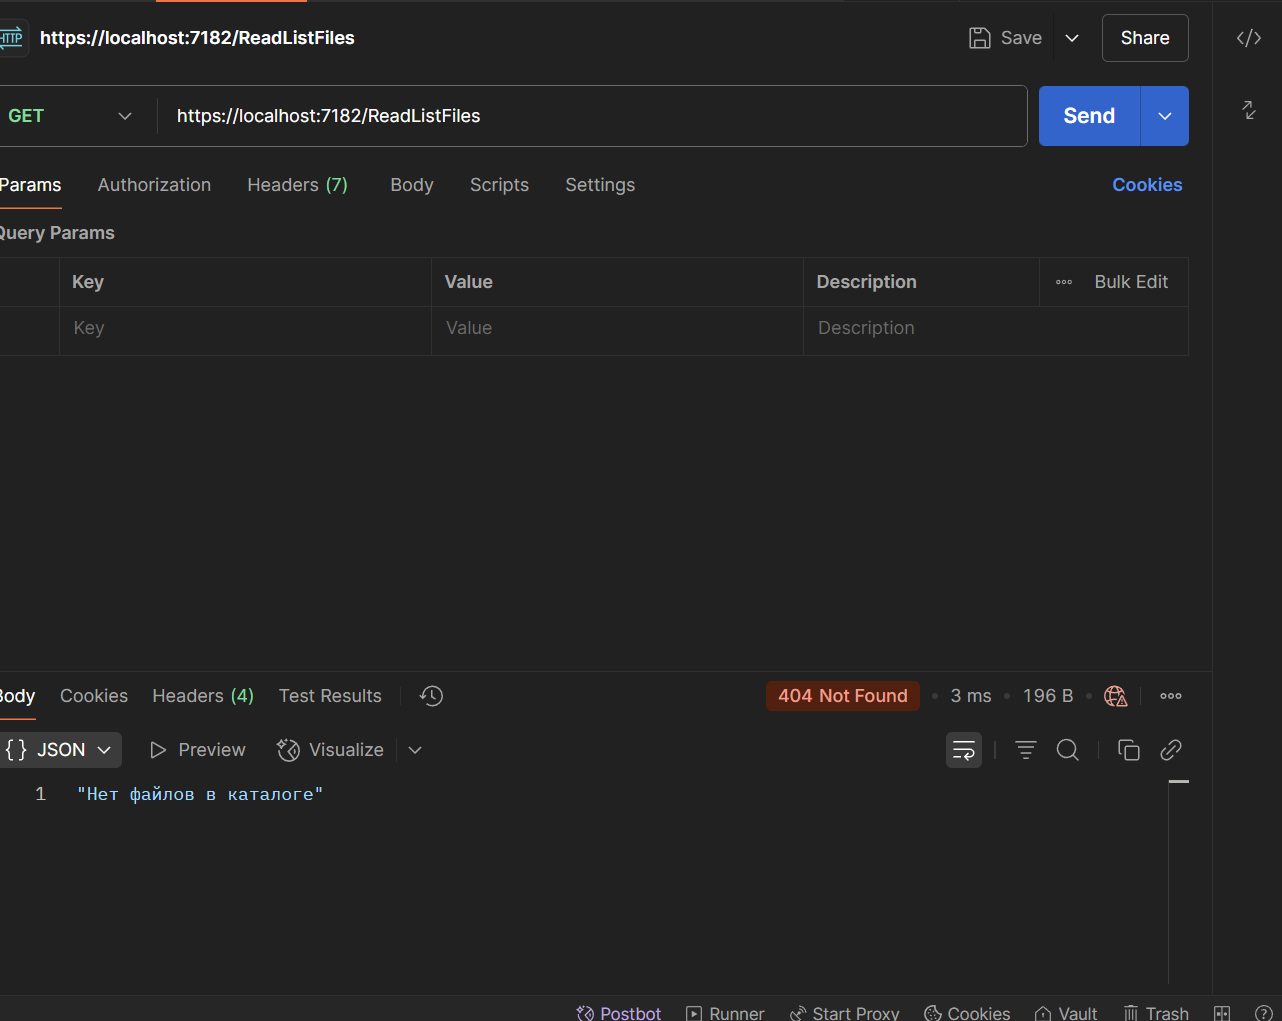 HTTP https://localhost:7182/ReadListFiles Save Share
GET https://localhost:7182/ReadListFiles Send
Params Authorization Headers (7) Body Scripts Settings Cookies
Query Params
Key Value Description Bulk Edit
Key Value Description
Body Cookies Headers (4) Test Results 404 Not Found 3 ms 196 B
{ } JSON Preview Visualize
1 "Нет файлов в каталоге"
Postbot Runner Start Proxy Cookies Vault Trash